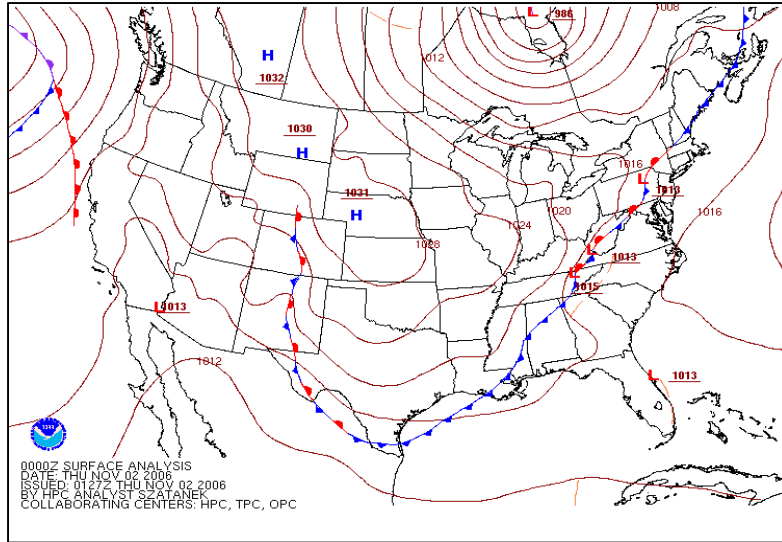 L
986
1008
H
1012
1032
1030
H
1016
L
1013
1031
H
1020
1016
1024
1028
L
1013
L
1015
L
1013
1012
L
1013
0000Z SURFACE ANALYSIS
DATE: THU NOV 02 2006
ISSUED: 0127Z THU NOV 02 2006
BY HPC ANALYST SZATANEK
COLLABORATING CENTERS: HPC, TPC, OPC